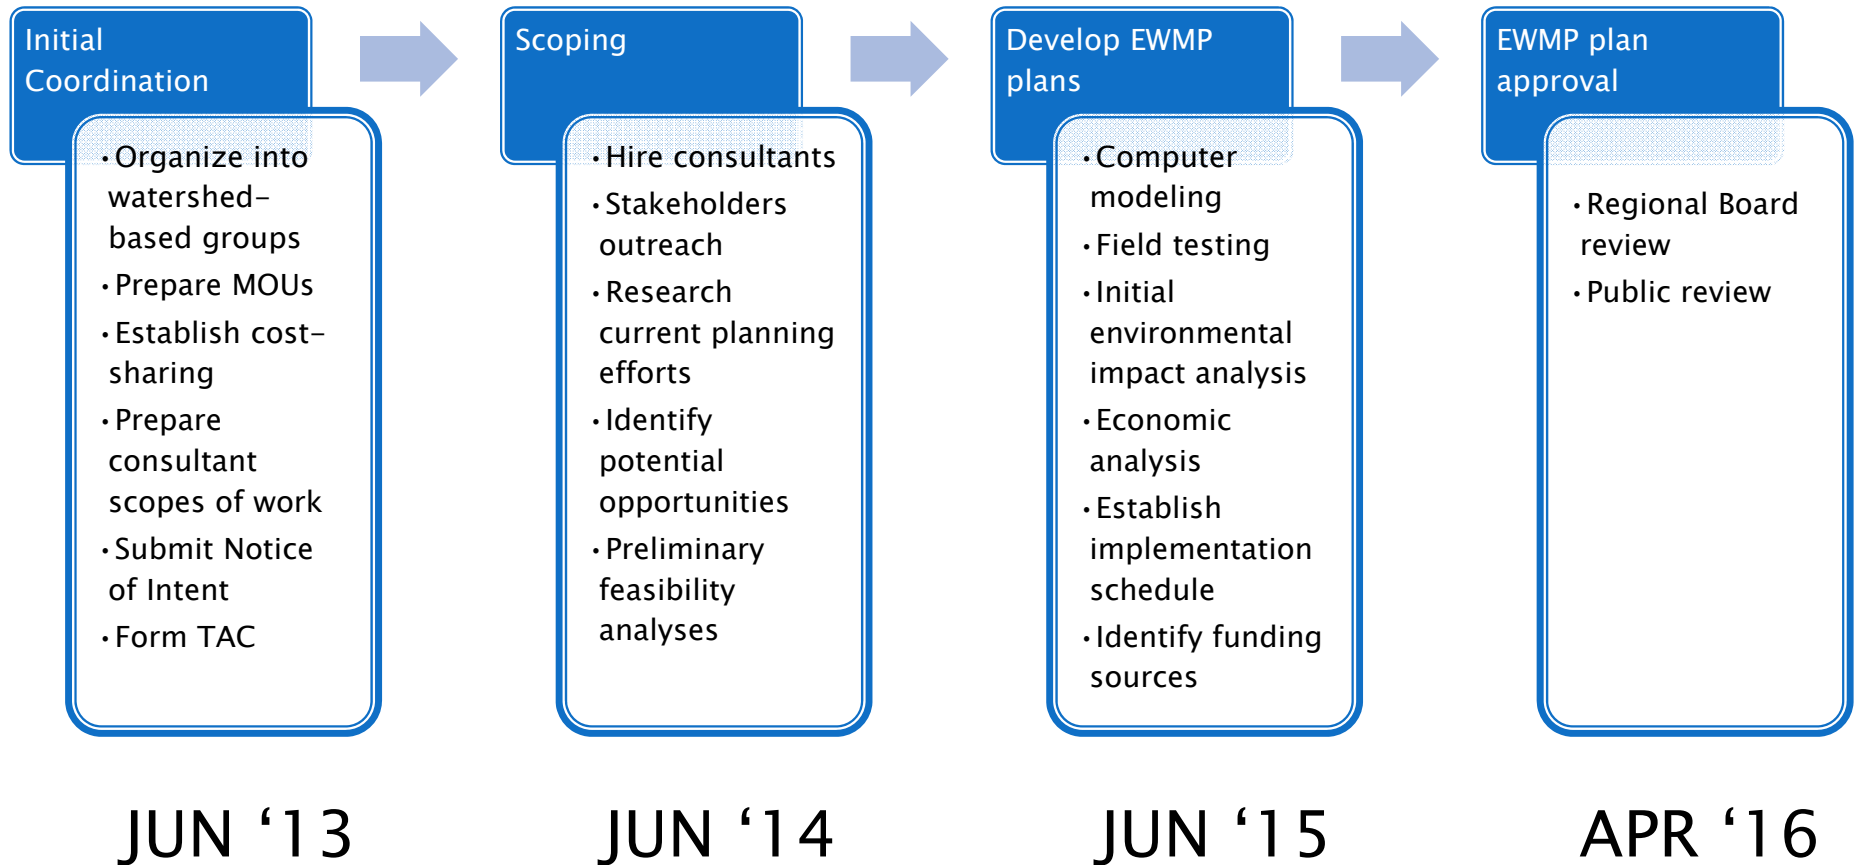 Initial
Coordination
·Organize into
watershed-
based groups
·Prepare MOUs
·Establish cost-
sharing
·Prepare
consultant
scopes of work
·Submit Notice
of Intent
·Form TAC
JUN ‘13
Scoping
·Hire consultants
·Stakeholders
outreach
·Research
current planning
efforts
·Identify
potential
opportunities
·Preliminary
feasibility
analyses
JUN ‘14
Develop EWMP
plans
·Computer
modeling
·Field testing
·Initial
environmental
impact analysis
·Economic
analysis
·Establish
implementation
schedule
·Identify funding
sources
JUN ‘15
EWMP plan
approval
·Regional Board
review
·Public review
APR ‘16